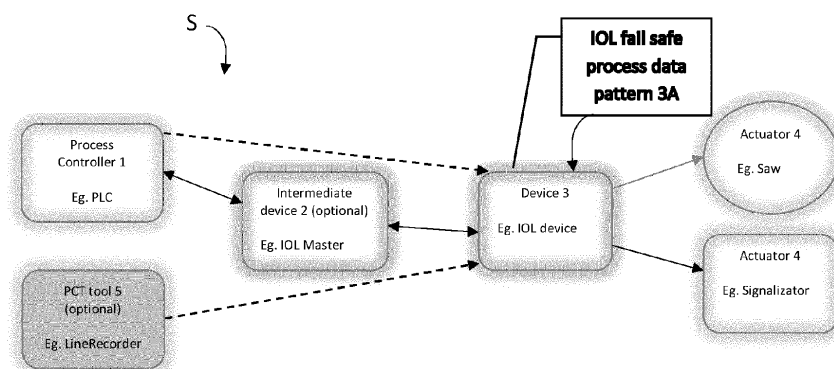 S
IOL fail safe
process data
pattern 3A
Process
Controller 1
Eg. PLC
Intermediate
device 2 (optional)
Eg. IOL Master
Device 3
Eg. IOL device
Actuator 4
Eg. Saw
PCT tool 5
(optional)
Eg. LineRecorder
Actuator 4
Eg. Signalizator